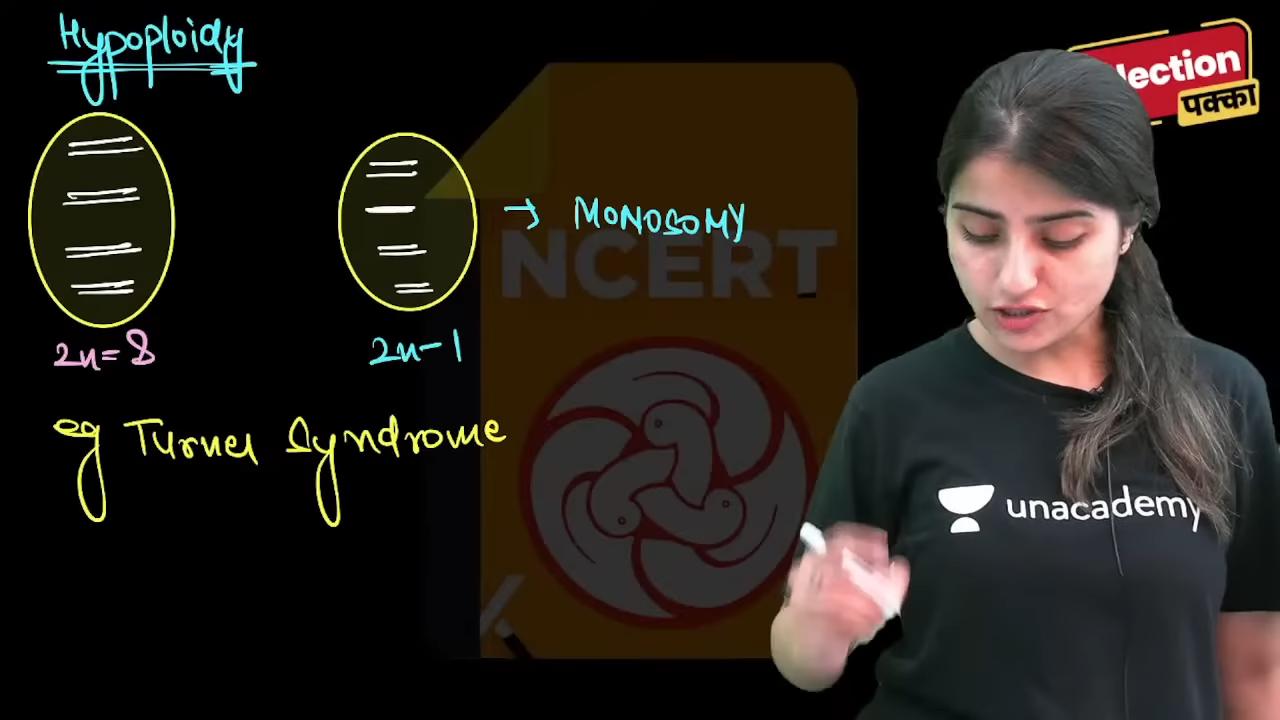 Hypoploidy
lection
पक्का
→ MONOSOMY
NCERT
2n=8
2n-1
eg Turner Syndrome
unacademy